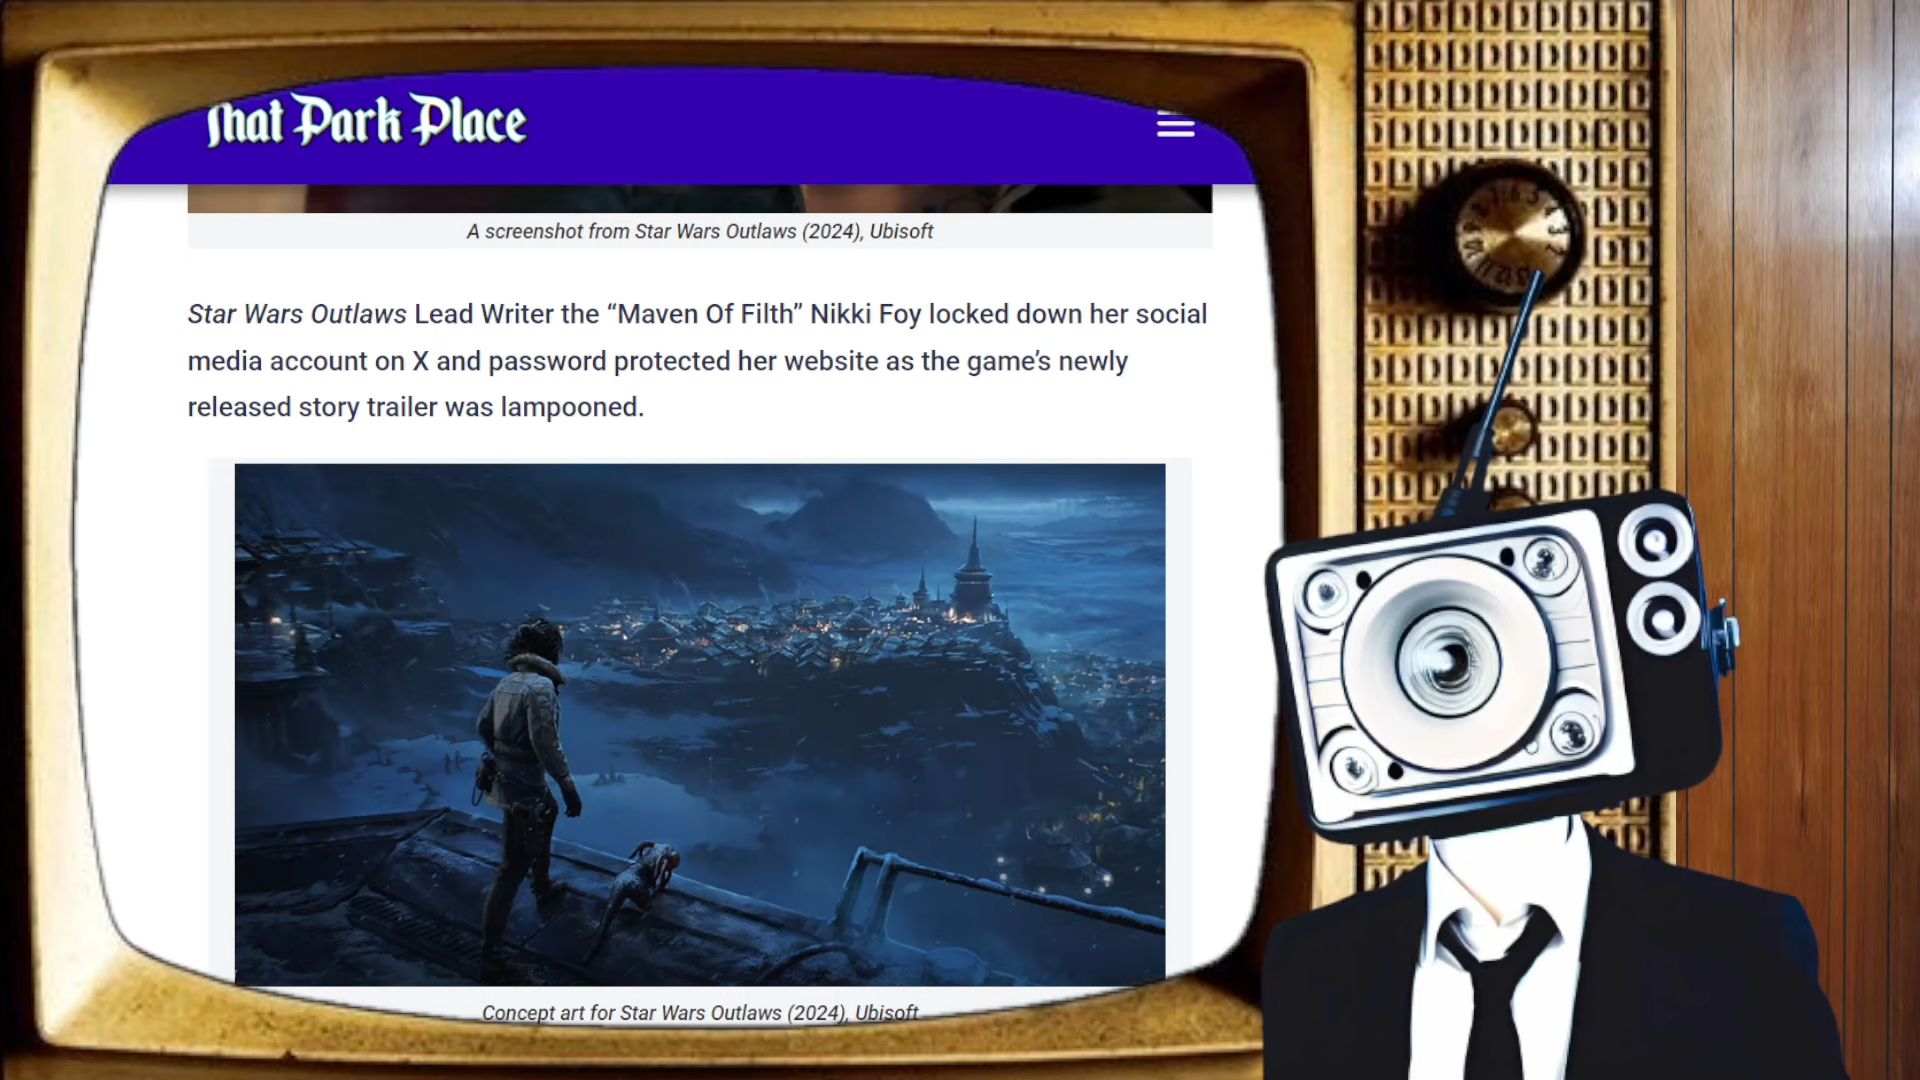 That Park Place
A screenshot from Star Wars Outlaws (2024), Ubisoft
Star Wars Outlaws Lead Writer the “Maven Of Filth” Nikki Foy locked down her social
media account on X and password protected her website as the game’s newly
released story trailer was lampooned.
Concept art for Star Wars Outlaws (2024), Ubisoft